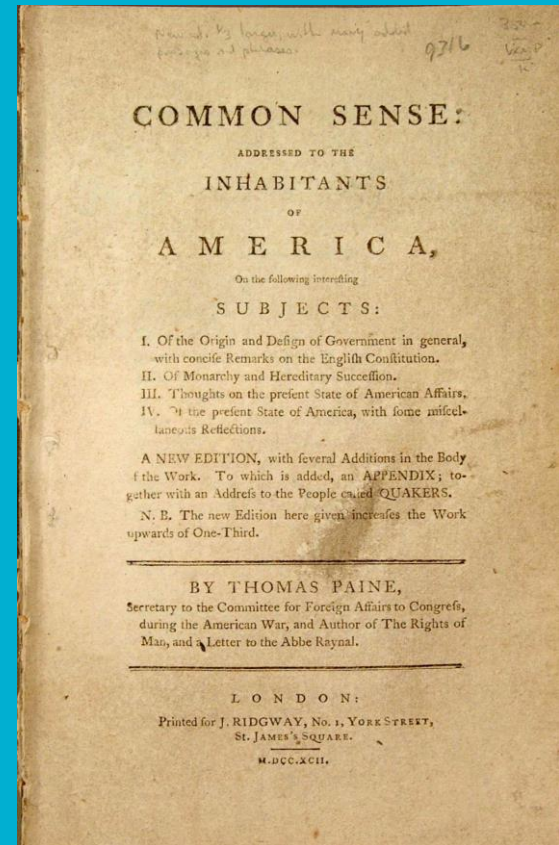 9316
COMMON SENSE:
ADDRESSED TO THE
INHABITANTS
OF
AMERICA,
On the following intereſting
SUBJECTS:
I. Of the Origin and Deſign of Government in general,
with conciſe Remarks on the Engliſh Conſtitution.
II. Of Monarchy and Hereditary Succeſſion.
III. Thoughts on the preſent State of American Affairs.
IV. Of the preſent State of America, with ſome miſcel-
laneous Reflections.
A NEW EDITION, with ſeveral Additions in the Body
of the Work. To which is added, an APPENDIX; to-
gether with an Addreſs to the People called QUAKERS.
N. B. The new Edition here given increaſes the Work
upwards of One-Third.
BY THOMAS PAINE,
Secretary to the Committee for Foreign Affairs to Congreſs,
during the American War, and Author of The Rights of
Man, and a Letter to the Abbe Raynal.
LONDON:
Printed for J. RIDGWAY, No. 1, YORK STREET,
ST. JAMES'S SQUARE.
M.DCC.XCII.